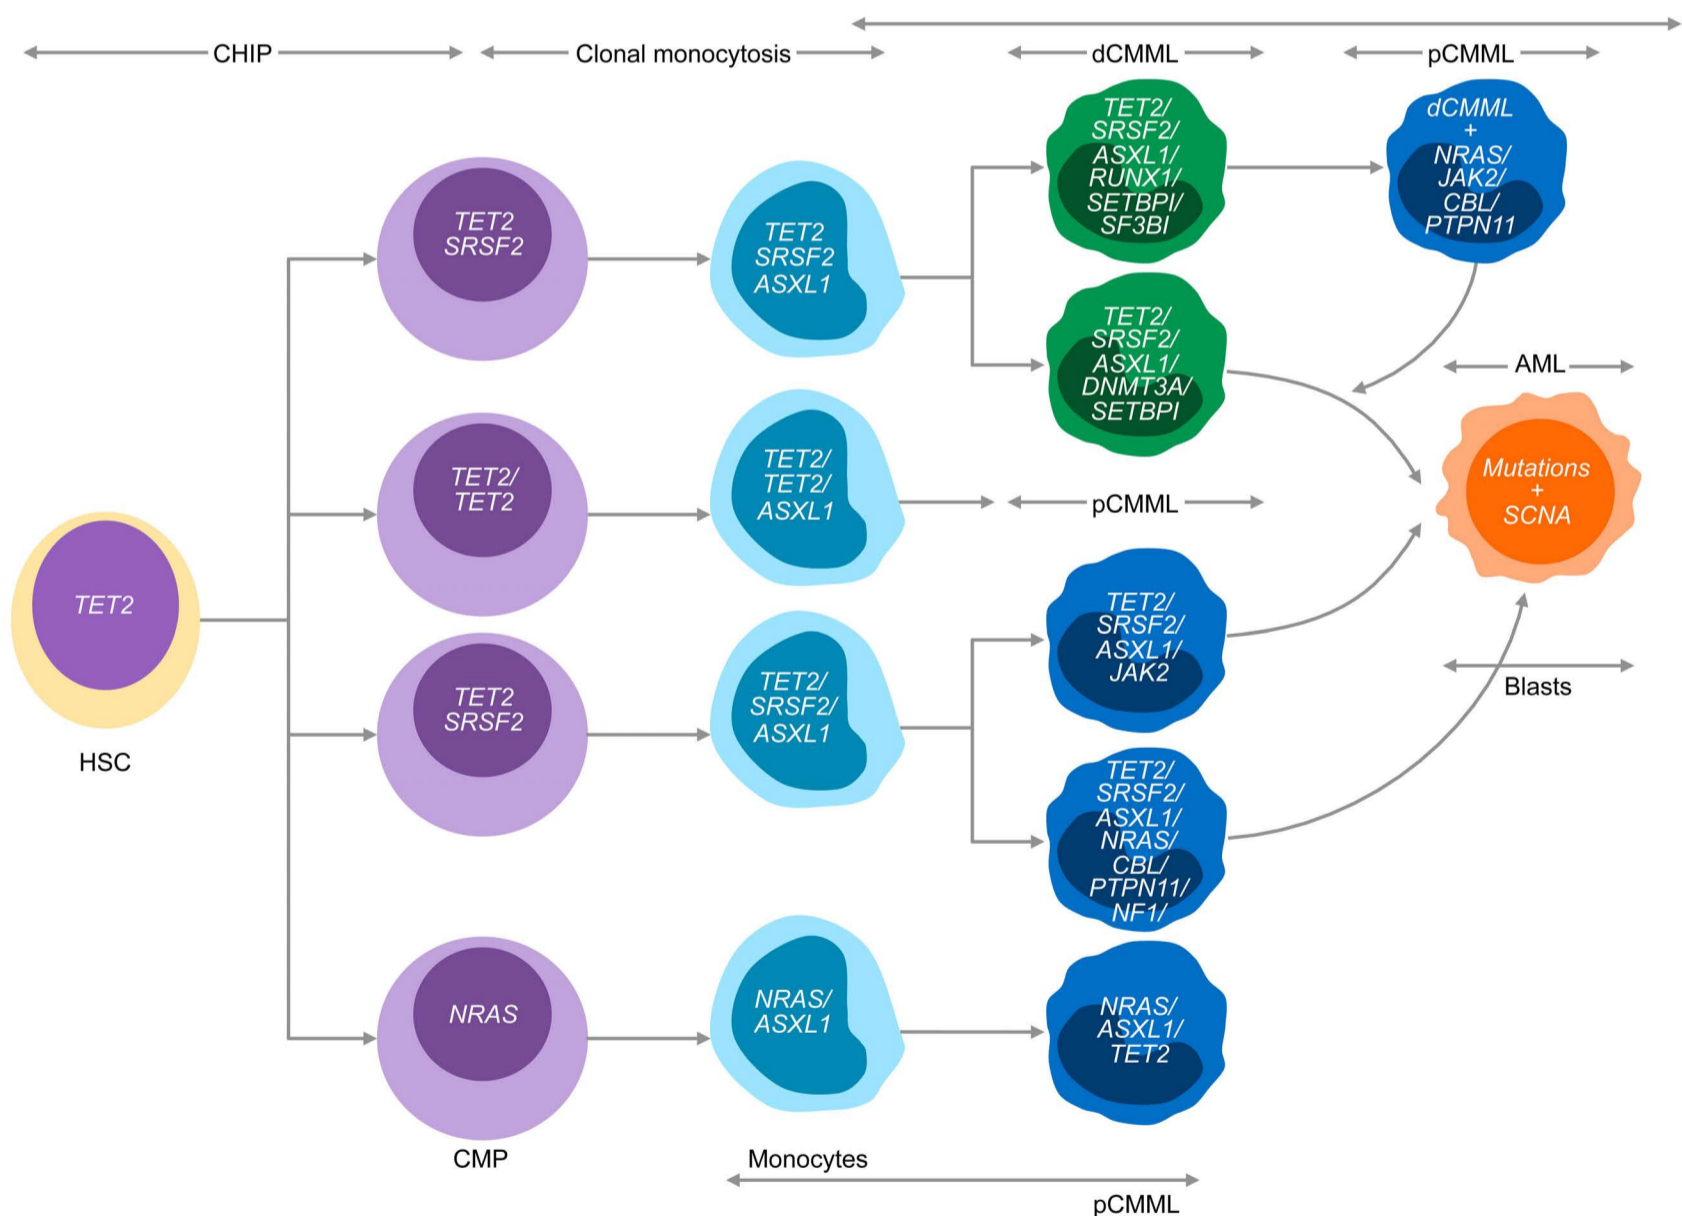 CHIP
Clonal monocytosis
dCMML
pCMML
TET2/
SRSF2/
ASXL1/
RUNX1/
SETBPI/
SF3BI
dCMML
+
NRAS/
JAK2/
CBL/
PTPN11
TET2
SRSF2
TET2
SRSF2
ASXL1
TET2/
SRSF2/
ASXL1/
DNMT3A/
SETBPI
AML
Mutations
+
SCNA
Blasts
TET2/
TET2
TET2/
TET2/
ASXL1
pCMML
TET2
HSC
TET2
SRSF2
TET2/
SRSF2/
ASXL1
TET2/
SRSF2/
ASXL1/
JAK2
TET2/
SRSF2/
ASXL1/
NRAS/
CBL/
PTPN11/
NF1/
NRAS
NRAS/
ASXL1
NRAS/
ASXL1/
TET2
CMP
Monocytes
pCMML